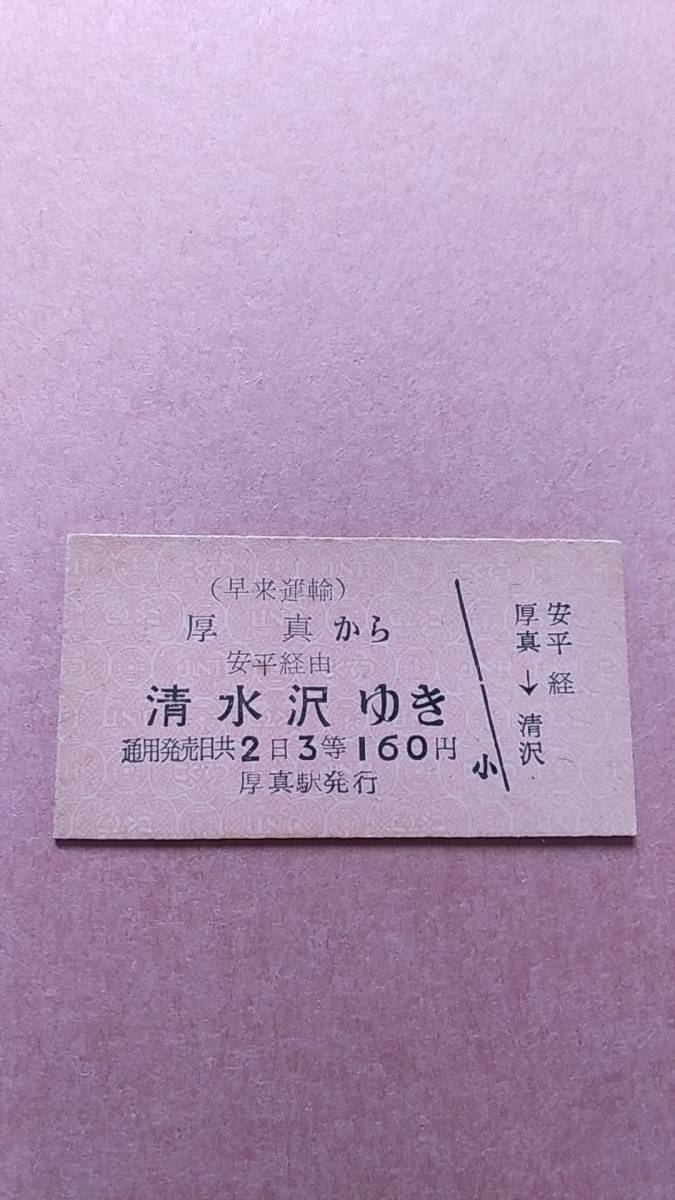 (早来運輸)
厚真から
安平経由
清水沢ゆき
通用発売日共2日3等160円
厚真駅発行
小
安平経
厚真→清沢